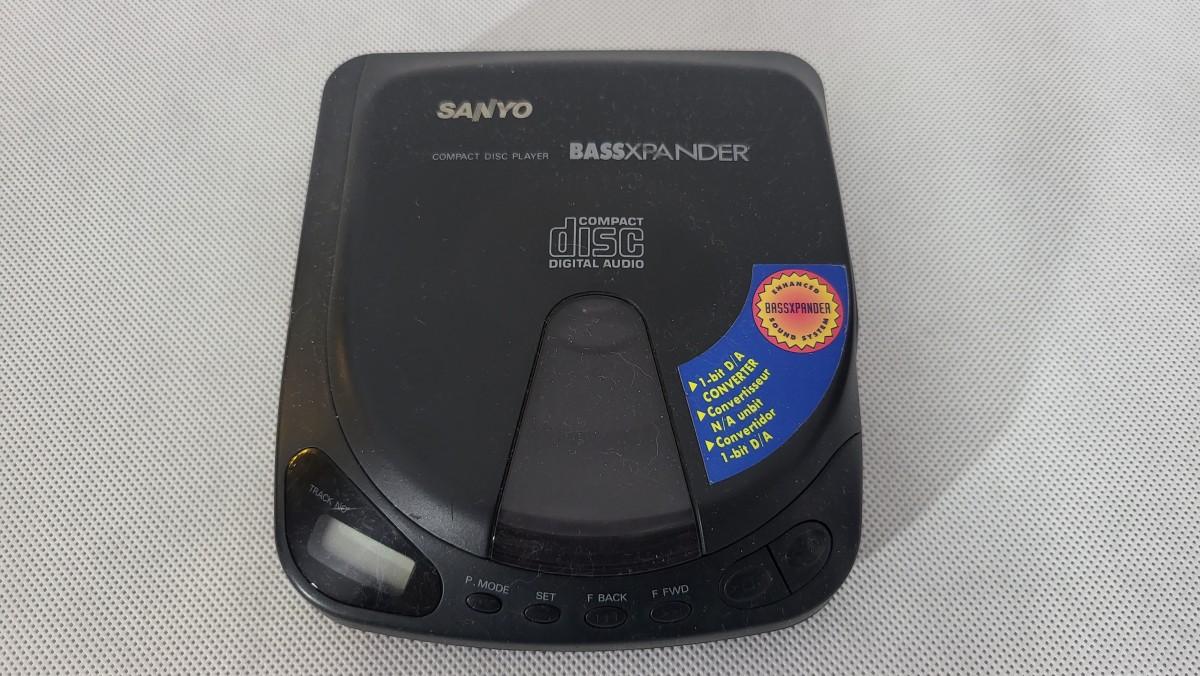 SANYO
COMPACT DISC PLAYER BASSXPANDER
COMPACT
disc
DIGITAL AUDIO
ENHANCED
BASSXPANDER
SOUND SYSTEM
▶1-bit D/A
CONVERTER
▶Convertisseur
N/A unbit
▶Convertidor
1-bit D/A
TRACK NO.
P. MODE
SET
F BACK
F FWD